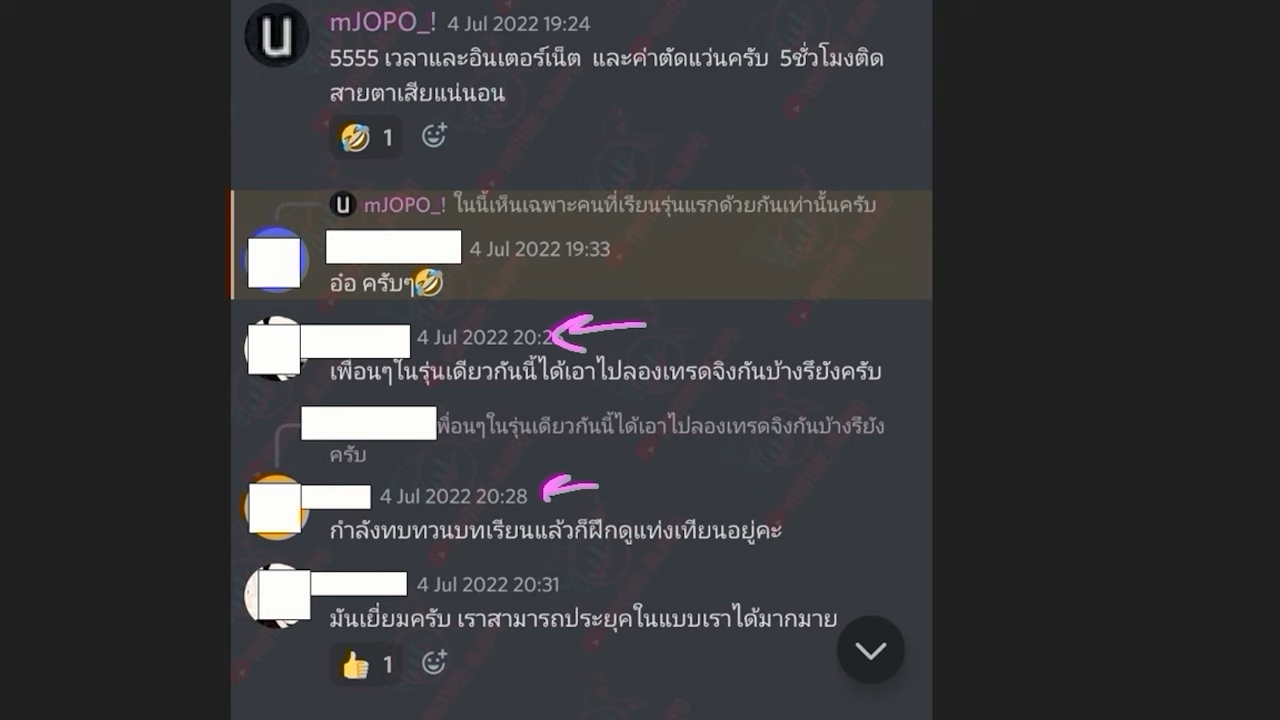 mJOPO_! 4 Jul 2022 19:24
5555 เวลาและอินเตอร์เน็ต และค่าตัดแว่นครับ 5ชั่วโมงติด
สายตาเสียแน่นอน
1
mJOPO_! ในนี้เห็นเฉพาะคนที่เรียนรุ่นแรกด้วยกันเท่านั้นครับ
4 Jul 2022 19:33
อ๋อ ครับๆ
4 Jul 2022
เพื่อนๆในรุ่นเดียวกันนี้ได้เอาไปลองเทรดจิงกันบ้างรึยังครับ
พื่อนๆในรุ่นเดียวกันนี้ได้เอาไปลองเทรดจิงกันบ้างรึยัง
ครับ
4 Jul 2022 20:28
กำลังทบทวนบทเรียนแล้วก็ฝึกดูแท่งเทียนอยู่คะ
4 Jul 2022 20:31
มันเยี่ยมครับ เราสามารถประยุคในแบบเราได้มากมาย
1